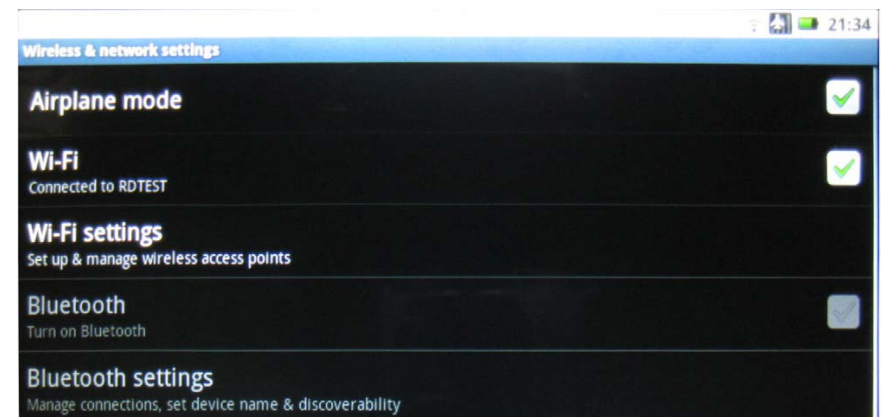 21:34
Wireless & network settings
Airplane mode
Wi-Fi
Connected to RDTEST
Wi-Fi settings
Set up & manage wireless access points
Bluetooth
Turn on Bluetooth
Bluetooth settings
Manage connections, set device name & discoverability